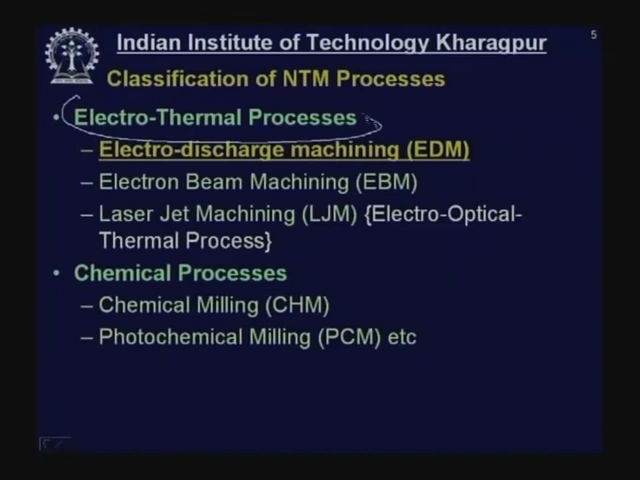 5
Indian Institute of Technology Kharagpur
Classification of NTM Processes
• Electro-Thermal Processes
– Electro-discharge machining (EDM)
– Electron Beam Machining (EBM)
– Laser Jet Machining (LJM) {Electro-Optical-
Thermal Process}
• Chemical Processes
– Chemical Milling (CHM)
– Photochemical Milling (PCM) etc